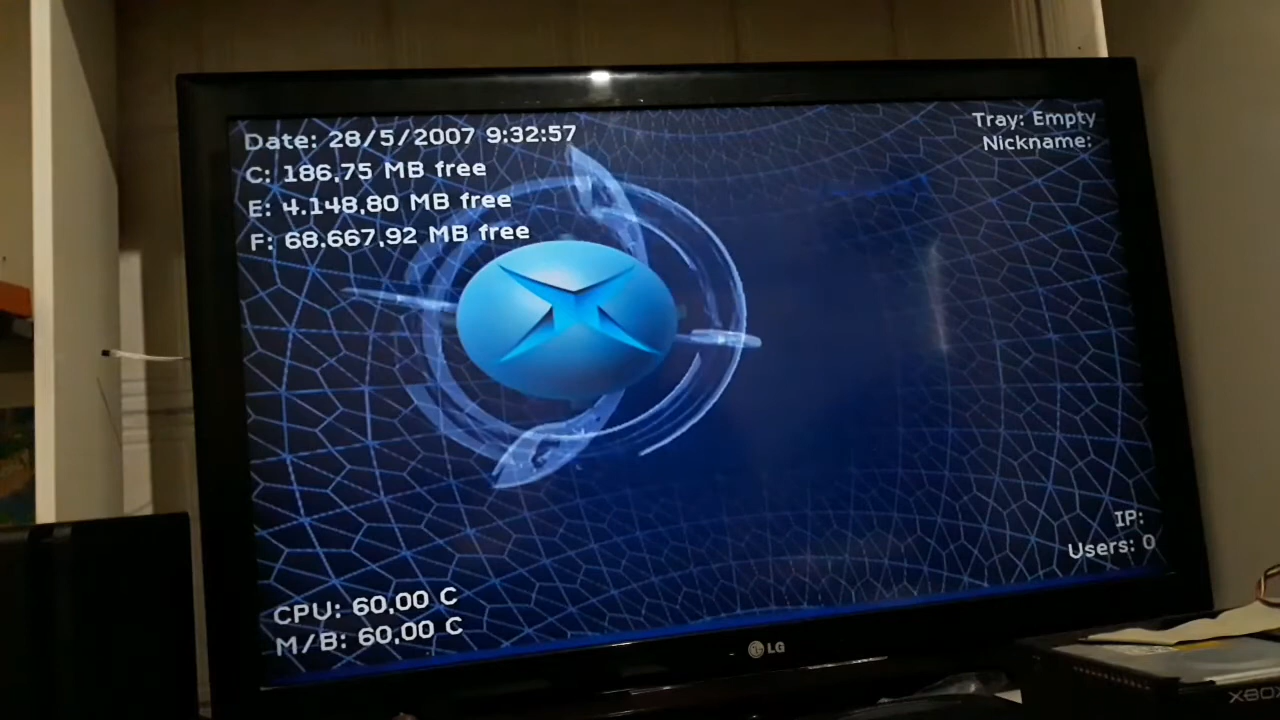 Date: 28/5/2007 9:32:57
C: 186,75 MB free
E: 4.148,80 MB free
F: 68.667,92 MB free
Tray: Empty
Nickname:
IP:
Users: 0
CPU: 60,00 C
M/B: 60,00 C
LG
XBOX